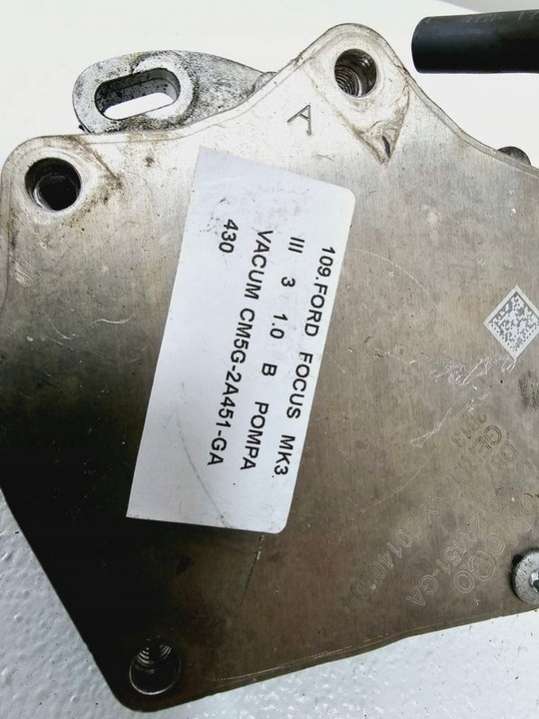 A
109.FORD FOCUS MK3
III 3 1.0 B POMPA
VACUM CM5G-2A451-GA
430